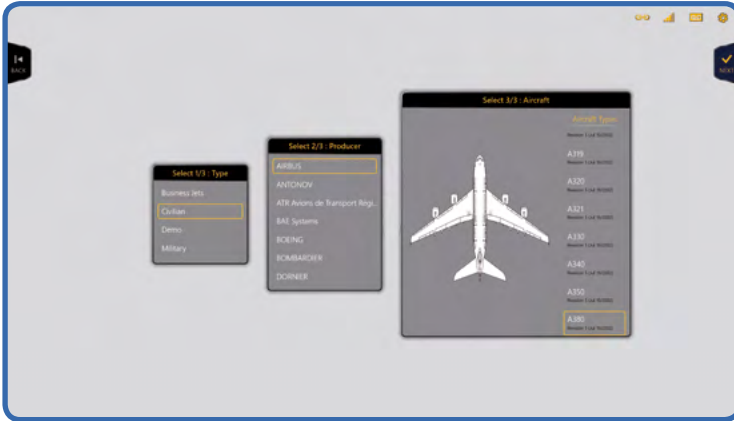 BACK
NEXT
Select 1/3 : Type
Business Jets
Civilian
Demo
Military
Select 2/3 : Producer
AIRBUS
ANTONOV
ATR Avions de Transport Régi...
BAE Systems
BOEING
BOMBARDIER
DORNIER
Select 3/3 : Aircraft
Aircraft Types
A319
A320
A321
A330
A340
A350
A380